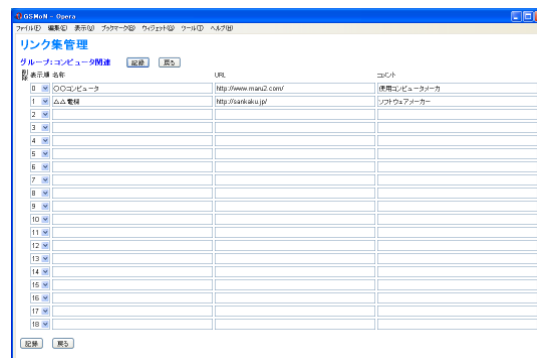 GSMoN - Opera
ファイル(F) 編集(E) 表示(V) ブックマーク(B) ウィジェット(W) ツール(T) ヘルプ(H)
リンク集管理
グループ:コンピュータ関連 記録 戻る
削除 表示順 名称 URL コメント
0 〇〇コンピュータ http://www.maru2.com/ 使用コンピュータメーカ
1 △△電機 http://sankaku.jp/ ソフトウェアメーカー
2
3
4
5
6
7
8
9
10
11
12
13
14
15
16
17
18
記録 戻る